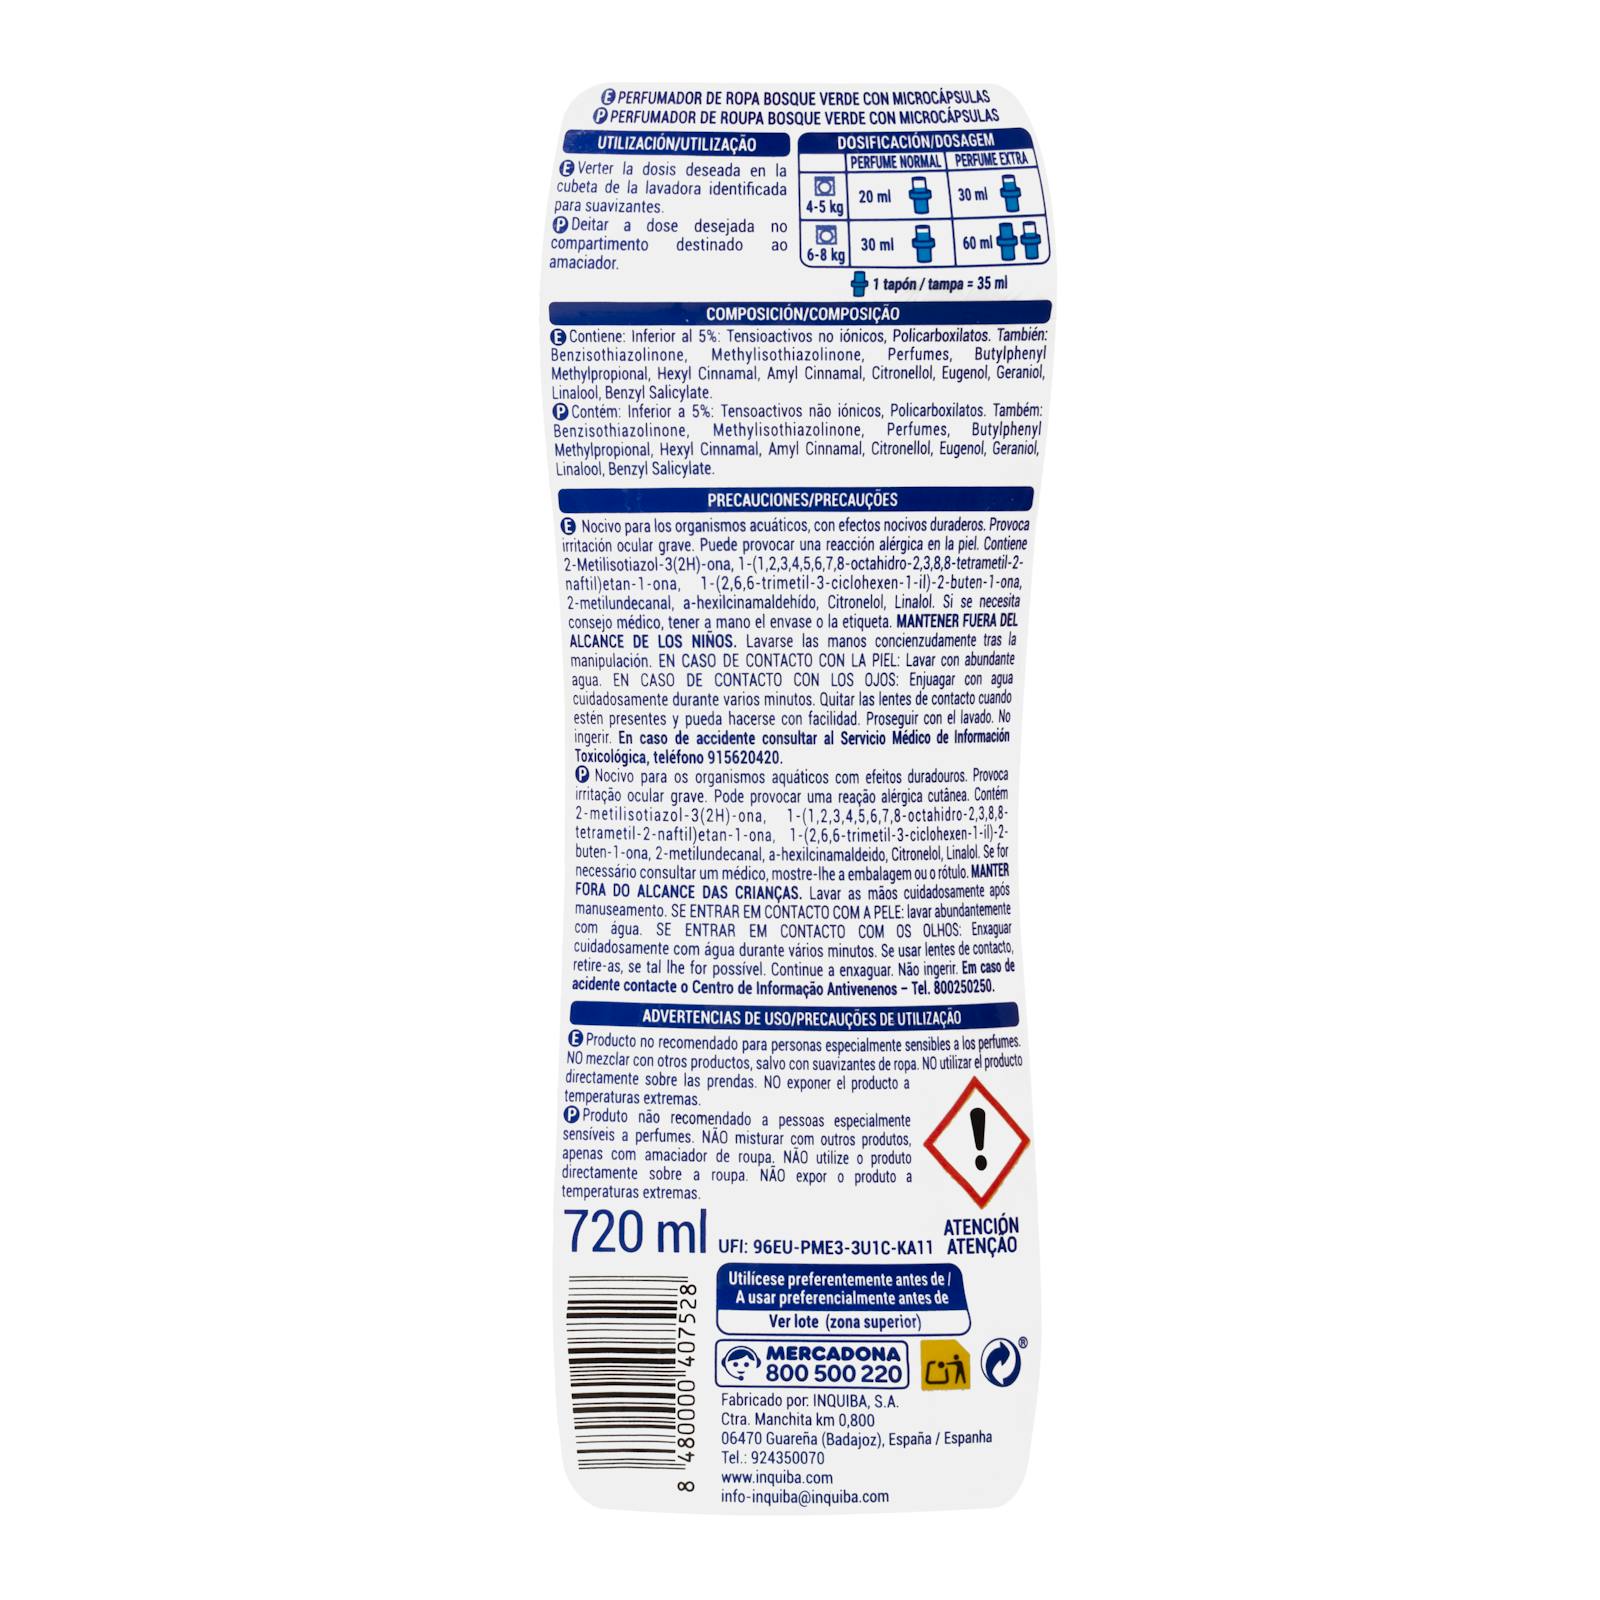 E PERFUMADOR DE ROPA BOSQUE VERDE CON MICROCÁPSULAS
P PERFUMADOR DE ROUPA BOSQUE VERDE CON MICROCÁPSULAS
UTILIZACIÓN/UTILIZAÇÃO
E Verter la dosis deseada en la
cubeta de la lavadora identificada
para suavizantes.
P Deitar a dose desejada no
compartimento destinado ao
amaciador.
DOSIFICACIÓN/DOSAGEM
PERFUME NORMAL PERFUME EXTRA
4-5 kg 20 ml 30 ml
6-8 kg 30 ml 60 ml
1 tapón / tampa = 35 ml
COMPOSICIÓN/COMPOSIÇÃO
E Contiene: Inferior al 5%: Tensioactivos no iónicos, Policarboxilatos. También:
Benzisothiazolinone, Methylisothiazolinone, Perfumes, Butylphenyl
Methylpropional, Hexyl Cinnamal, Amyl Cinnamal, Citronellol, Eugenol, Geraniol,
Linalool, Benzyl Salicylate.
P Contém: Inferior a 5%: Tensoactivos não iónicos, Policarboxilatos. Também:
Benzisothiazolinone, Methylisothiazolinone, Perfumes, Butylphenyl
Methylpropional, Hexyl Cinnamal, Amyl Cinnamal, Citronellol, Eugenol, Geraniol,
Linalool, Benzyl Salicylate.
PRECAUCIONES/PRECAUÇÕES
E Nocivo para los organismos acuáticos, con efectos nocivos duraderos. Provoca
irritación ocular grave. Puede provocar una reacción alérgica en la piel. Contiene
2-Metilisotiazol-3(2H)-ona, 1-(1,2,3,4,5,6,7,8-octahidro-2,3,8,8-tetrametil-2-
naftil)etan-1-ona, 1-(2,6,6-trimetil-3-ciclohexen-1-il)-2-buten-1-ona,
2-metilundecanal, a-hexilcinamaldehído, Citronelol, Linalol. Si se necesita
consejo médico, tener a mano el envase o la etiqueta. MANTENER FUERA DEL
ALCANCE DE LOS NIÑOS. Lavarse las manos concienzudamente tras la
manipulación. EN CASO DE CONTACTO CON LA PIEL: Lavar con abundante
agua. EN CASO DE CONTACTO CON LOS OJOS: Enjuagar con agua
cuidadosamente durante varios minutos. Quitar las lentes de contacto cuando
estén presentes y pueda hacerse con facilidad. Proseguir con el lavado. No
ingerir. En caso de accidente consultar al Servicio Médico de Información
Toxicológica, teléfono 915620420.
P Nocivo para os organismos aquáticos com efeitos duradouros. Provoca
irritação ocular grave. Pode provocar uma reação alérgica cutânea. Contém
2-metilisotiazol-3(2H)-ona, 1-(1,2,3,4,5,6,7,8-octahidro-2,3,8,8-
tetrametil-2-naftil)etan-1-ona, 1-(2,6,6-trimetil-3-ciclohexen-1-il)-2-
buten-1-ona, 2-metilundecanal, a-hexilcinamaldeido, Citronelol, Linalol. Se for
necessário consultar um médico, mostre-lhe a embalagem ou o rótulo. MANTER
FORA DO ALCANCE DAS CRIANÇAS. Lavar as mãos cuidadosamente após
manuseamento. SE ENTRAR EM CONTACTO COM A PELE: lavar abundantemente
com água. SE ENTRAR EM CONTACTO COM OS OLHOS: Enxaguar
cuidadosamente com água durante vários minutos. Se usar lentes de contacto,
retire-as, se tal lhe for possível. Continue a enxaguar. Não ingerir. Em caso de
acidente contacte o Centro de Informação Antivenenos – Tel. 800250250.
ADVERTENCIAS DE USO/PRECAUÇÕES DE UTILIZAÇÃO
E Producto no recomendado para personas especialmente sensibles a los perfumes.
NO mezclar con otros productos, salvo con suavizantes de ropa. NO utilizar el producto
directamente sobre las prendas. NO exponer el producto a
temperaturas extremas.
P Produto não recomendado a pessoas especialmente
sensíveis a perfumes. NÃO misturar com outros produtos,
apenas com amaciador de roupa. NÃO utilize o produto
directamente sobre a roupa. NÃO expor o produto a
temperaturas extremas.
ATENCIÓN
ATENÇÃO
720 ml UFI: 96EU-PME3-3U1C-KA11
Utilícese preferentemente antes de /
A usar preferencialmente antes de
Ver lote (zona superior)
MERCADONA
800 500 220
®
Fabricado por: INQUIBA, S.A.
Ctra. Manchita km 0,800
06470 Guareña (Badajoz), España / Espanha
Tel.: 924350070
www.inquiba.com
info-inquiba@inquiba.com
8 480000 407528